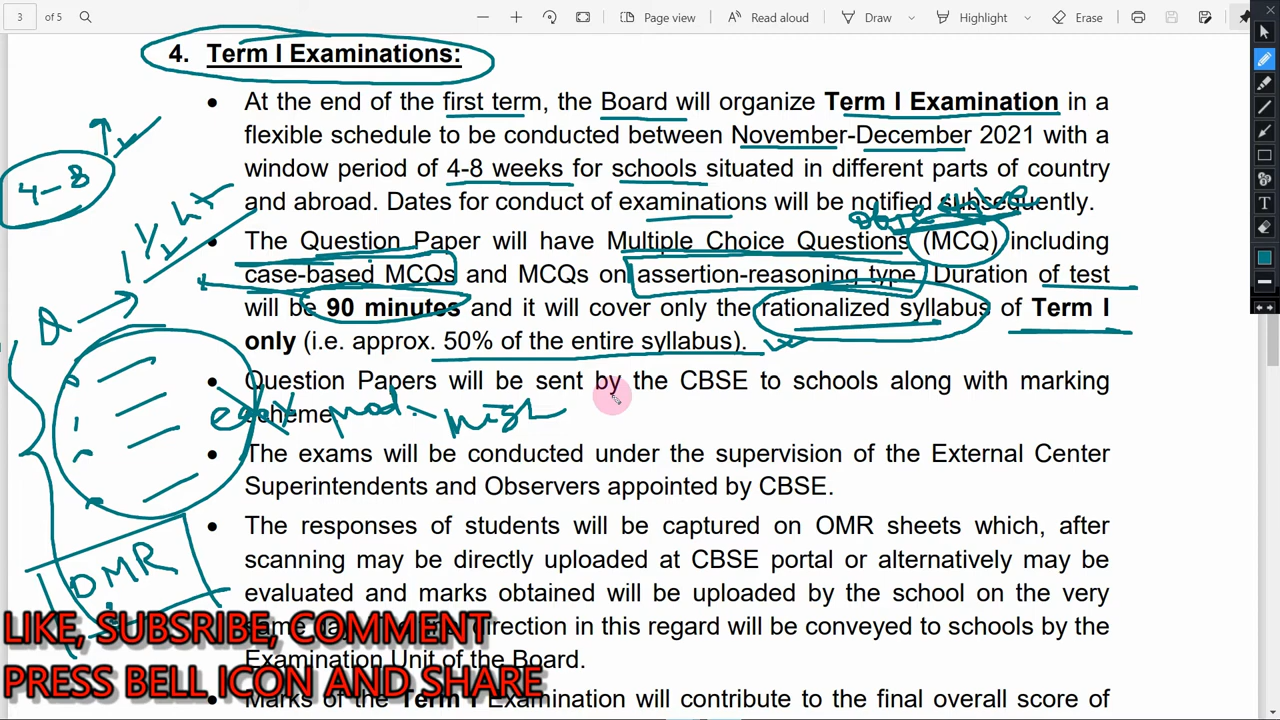 3 of 5 Page view Read aloud Draw Highlight Erase
4. Term I Examinations:
• At the end of the first term, the Board will organize Term I Examination in a
flexible schedule to be conducted between November-December 2021 with a
window period of 4-8 weeks for schools situated in different parts of country
and abroad. Dates for conduct of examinations will be notified subsequently.
4-8
1 1/2 hr
• The Question Paper will have Multiple Choice Questions (MCQ) including
case-based MCQs and MCQs on assertion-reasoning type. Duration of test
will be 90 minutes and it will cover only the rationalized syllabus of Term I
only (i.e. approx. 50% of the entire syllabus).
• Question Papers will be sent by the CBSE to schools along with marking
scheme
easy mod. high
• The exams will be conducted under the supervision of the External Center
Superintendents and Observers appointed by CBSE.
• The responses of students will be captured on OMR sheets which, after
scanning may be directly uploaded at CBSE portal or alternatively may be
evaluated and marks obtained will be uploaded by the school on the very
OMR
direction in this regard will be conveyed to schools by the
Examination Unit of the Board.
LIKE, SUBSRIBE, COMMENT
PRESS BELL ICON AND SHARE
• Marks of the Term I Examination will contribute to the final overall score of